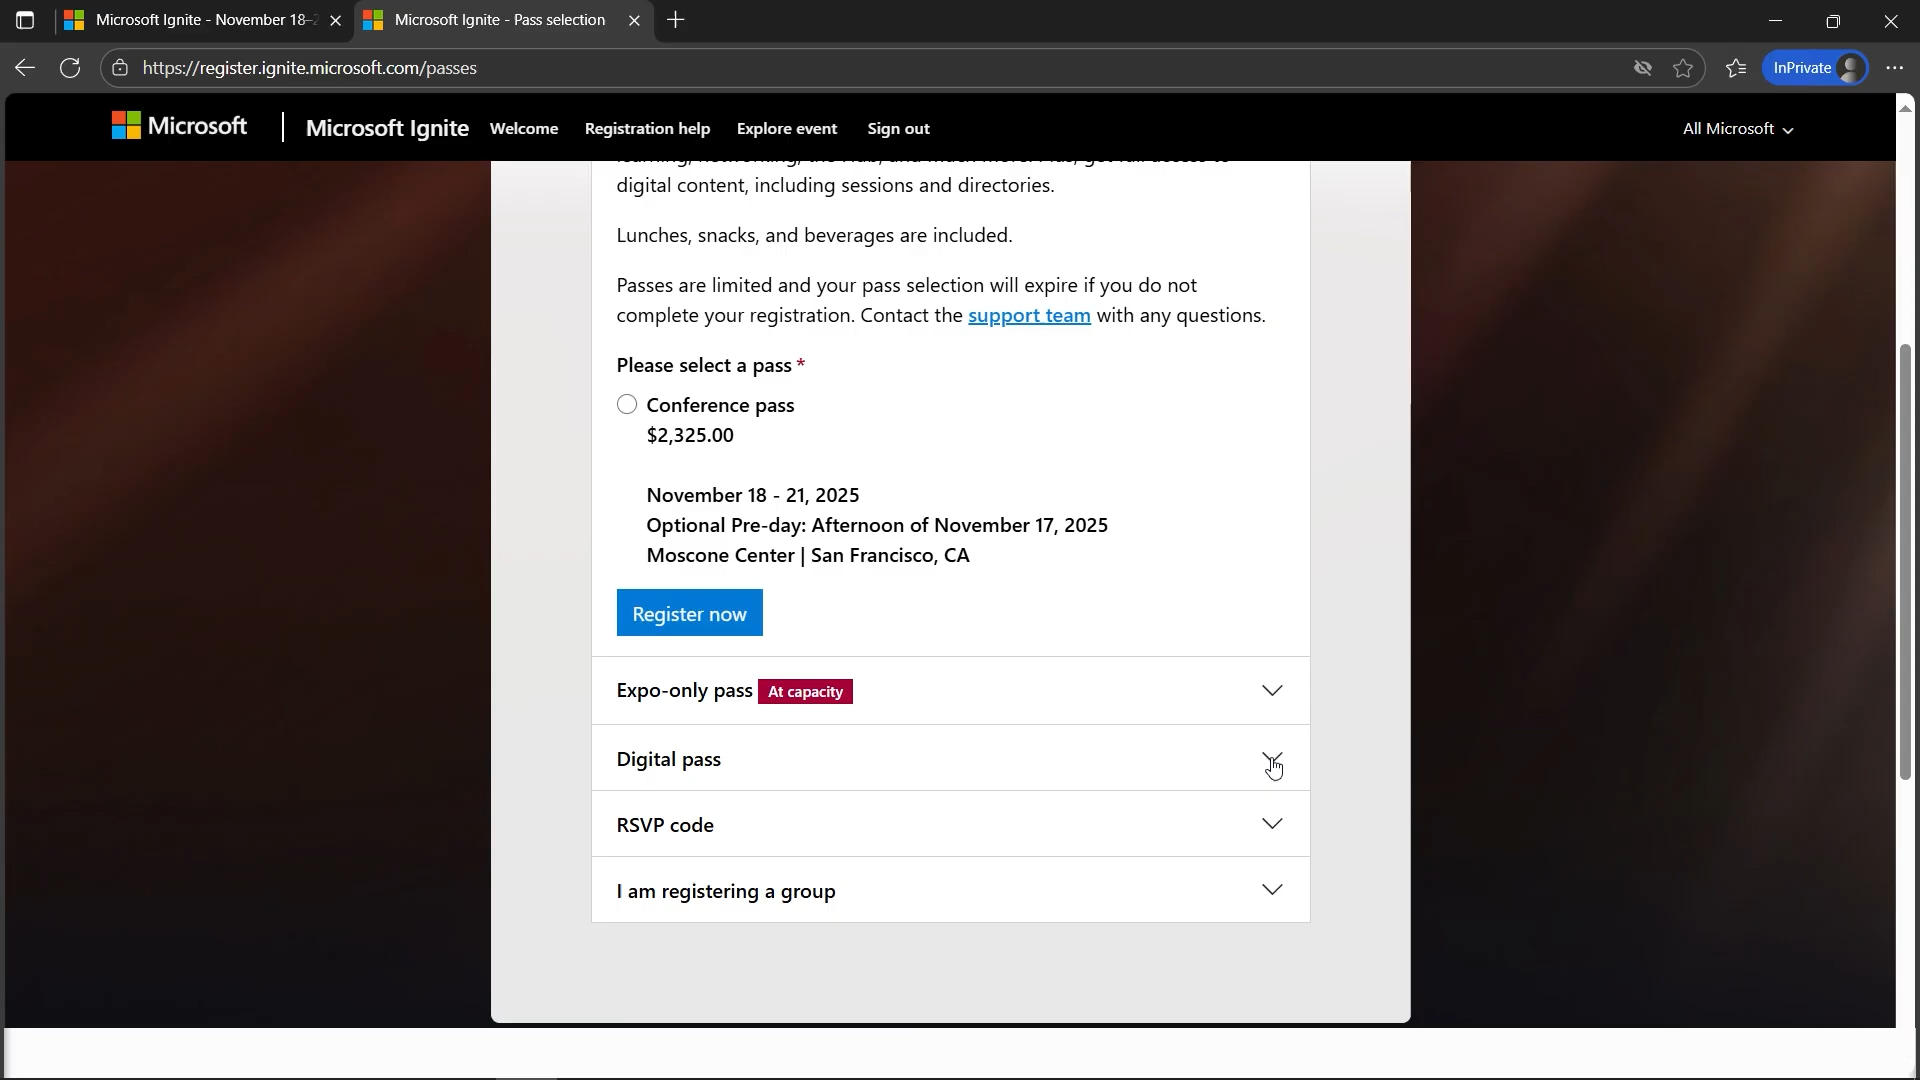 Microsoft Ignite - November 18-
Microsoft Ignite - Pass selection
https://register.ignite.microsoft.com/passes
InPrivate
Microsoft
Microsoft Ignite
Welcome
Registration help
Explore event
Sign out
All Microsoft
digital content, including sessions and directories.
Lunches, snacks, and beverages are included.
Passes are limited and your pass selection will expire if you do not
complete your registration. Contact the support team with any questions.
Please select a pass *
Conference pass
$2,325.00
November 18 - 21, 2025
Optional Pre-day: Afternoon of November 17, 2025
Moscone Center | San Francisco, CA
Register now
Expo-only pass At capacity
Digital pass
RSVP code
I am registering a group